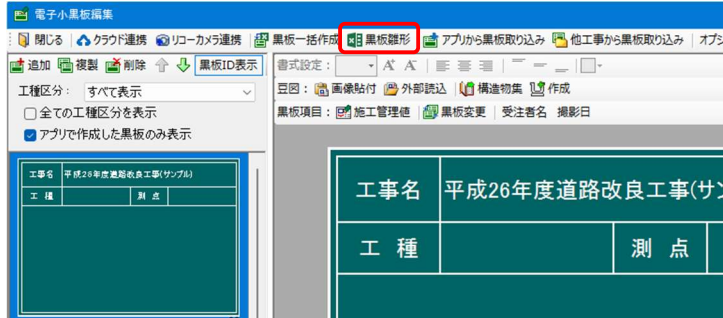 電子小黒板編集
閉じる クラウド連携 リコーカメラ連携 黒板一括作成 黒板雛形 アプリから黒板取り込み 他工事から黒板取り込み オプシ
追加 複製 削除 黒板ID表示 書式設定：
工種区分： すべて表示 豆図： 画像貼付 外部読込 構造物集 作成
全ての工種区分を表示 黒板項目： 施工管理値 黒板変更 受注者名 撮影日
アプリで作成した黒板のみ表示
工事名 平成26年度道路改良工事(サンプル)
工 種 測 点
工事名 平成26年度道路改良工事(サン
工 種 測 点